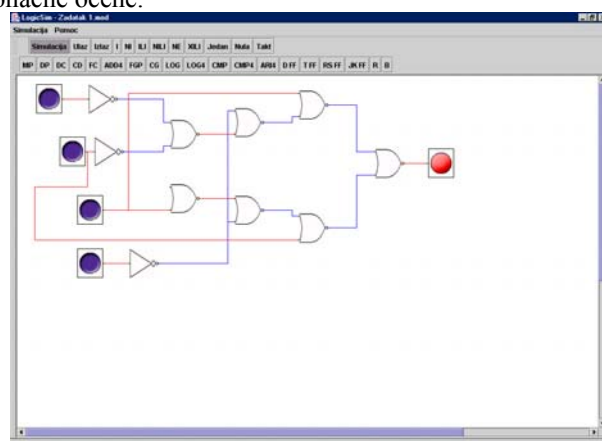 onačne ocene.
LogicSim - Zadatak 1.mod
Simulacija Pomoc
Simulacija Ulaz Izlaz I NI ILI NILI NE XILI Jedan Nula Takt
MP DP DC CD FC ADD4 FGP CG LOG LOG4 CMP CMP4 ARI4 D FF T FF RS FF JK FF R B